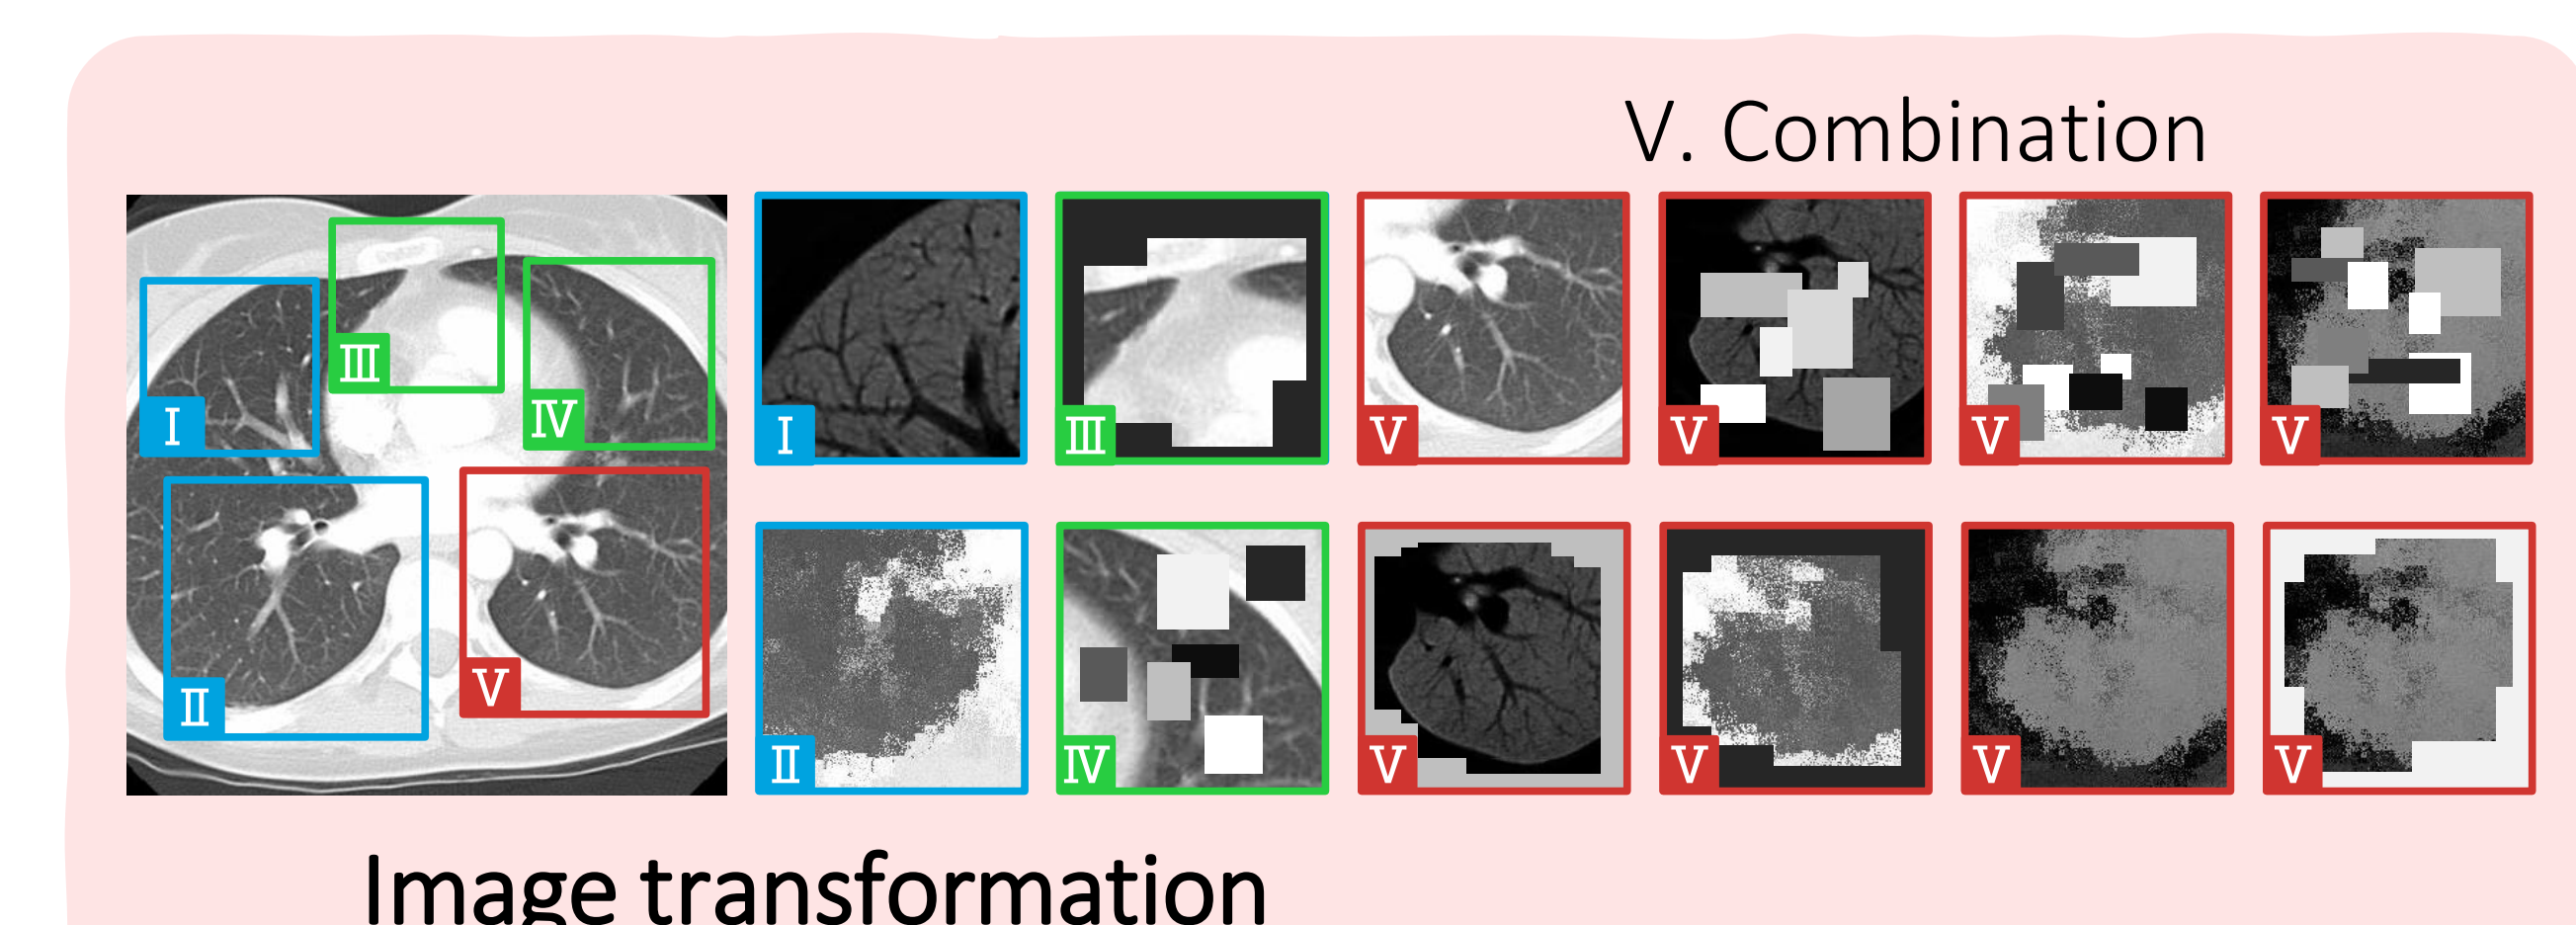 V. Combination
III
I
IV
II
V
I
III
V
V
V
V
II
IV
V
V
V
V
Image transformation